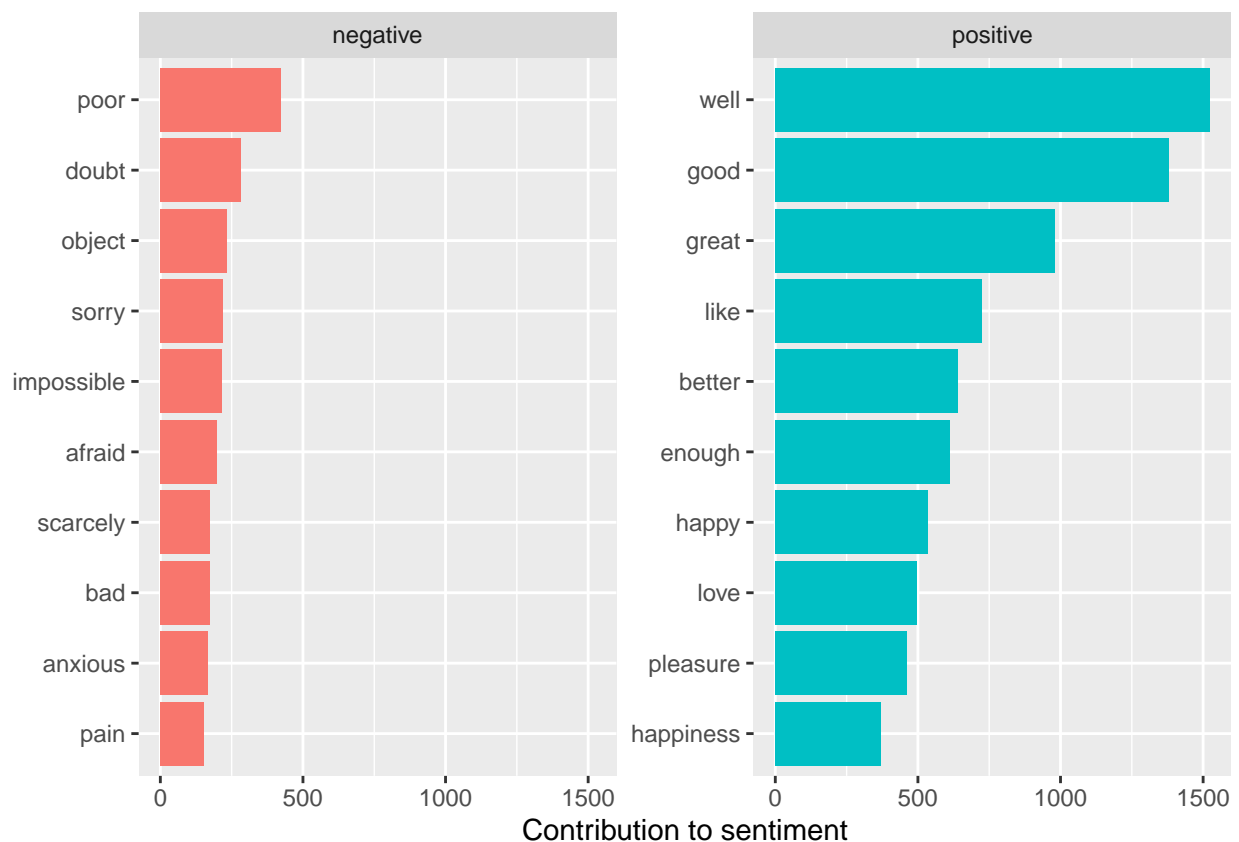 negative
poor
doubt
object
sorry
impossible
afraid
scarcely
bad
anxious
pain
0 500 1000 1500
positive
well
good
great
like
better
enough
happy
love
pleasure
happiness
0 500 1000 1500
Contribution to sentiment